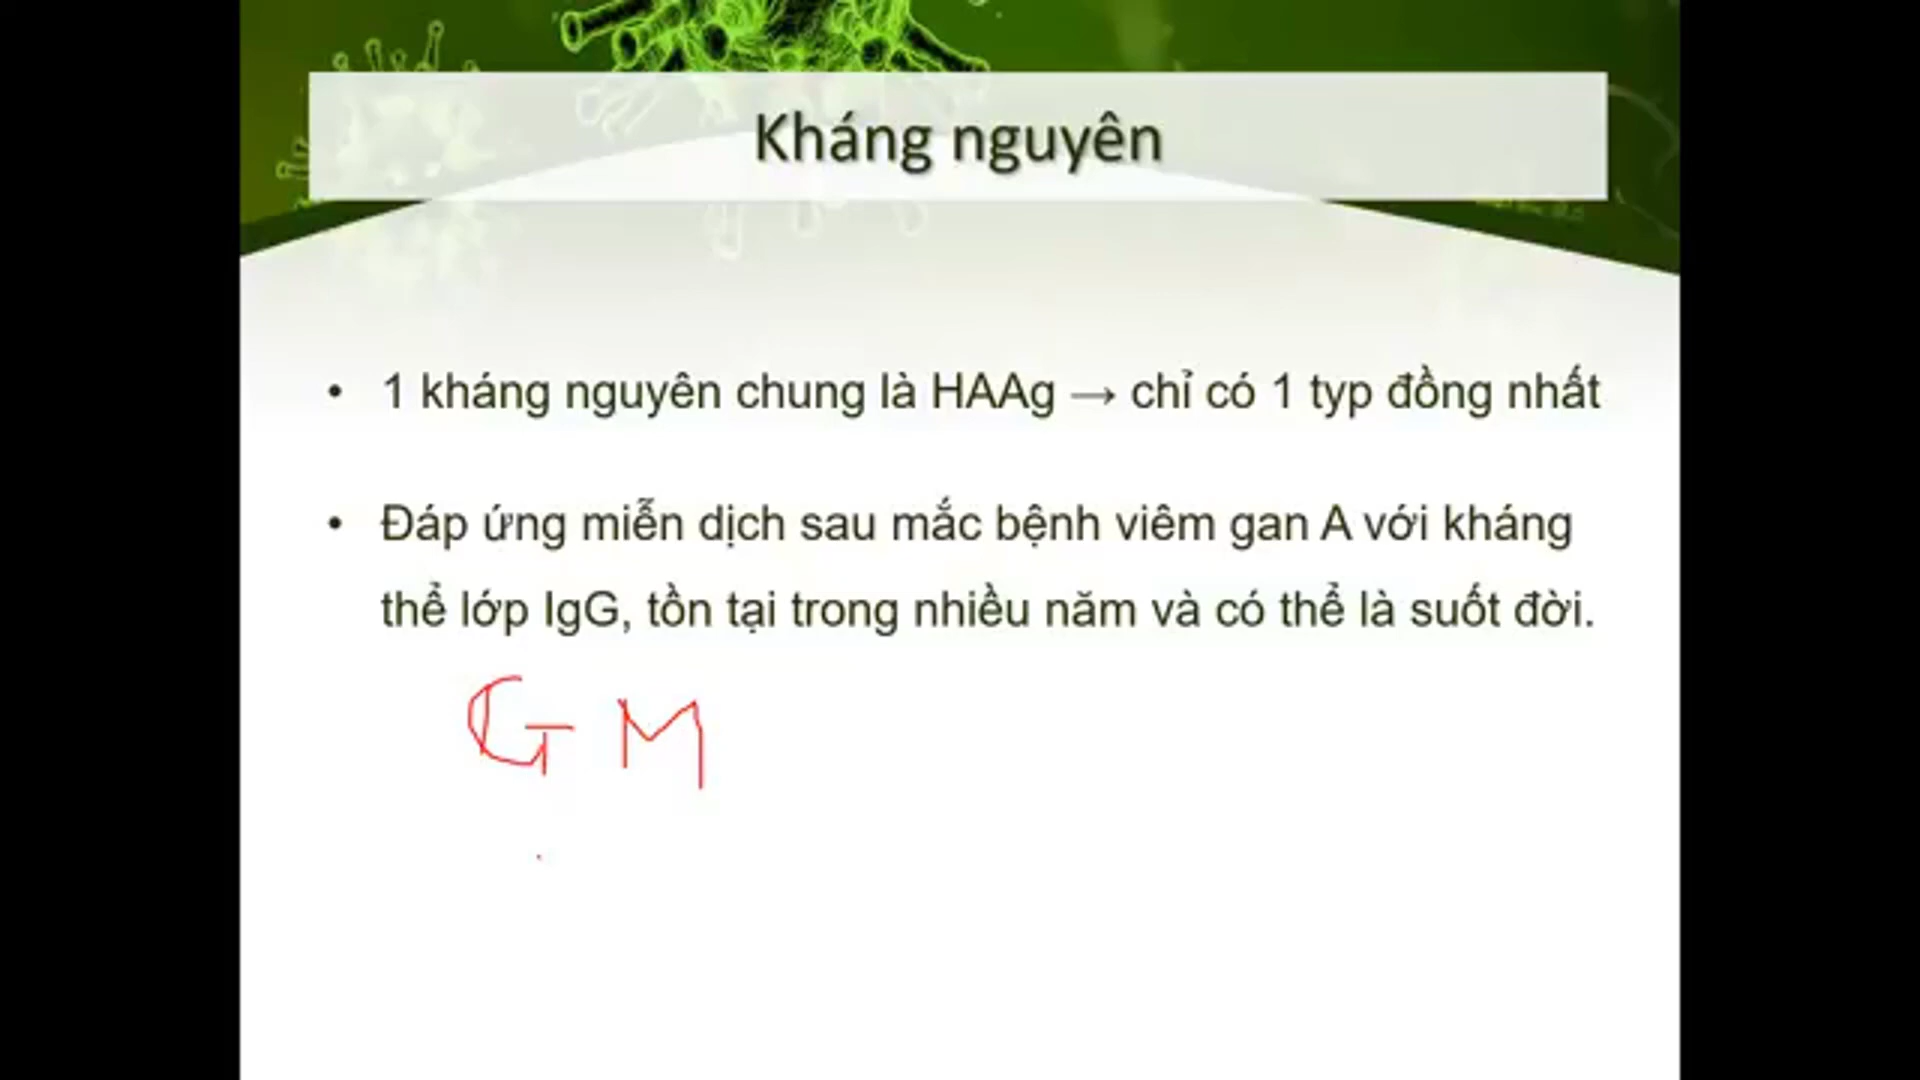 Kháng nguyên
• 1 kháng nguyên chung là HAAg → chỉ có 1 typ đồng nhất
• Đáp ứng miễn dịch sau mắc bệnh viêm gan A với kháng
thể lớp IgG, tồn tại trong nhiều năm và có thể là suốt đời.
G M